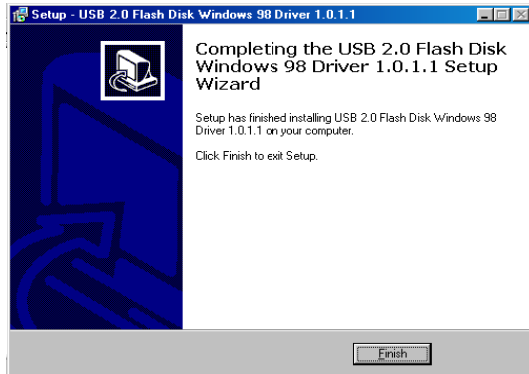 Setup - USB 2.0 Flash Disk Windows 98 Driver 1.0.1.1
Completing the USB 2.0 Flash Disk
Windows 98 Driver 1.0.1.1 Setup
Wizard
Setup has finished installing USB 2.0 Flash Disk Windows 98
Driver 1.0.1.1 on your computer.
Click Finish to exit Setup.
Finish